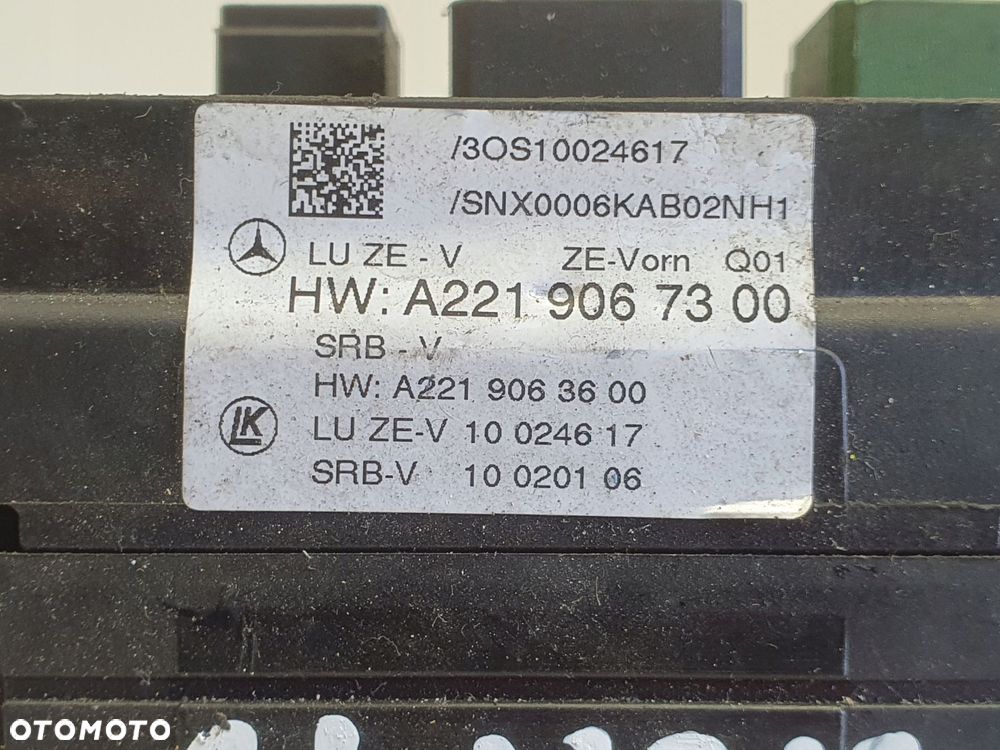 /3OS10024617
/SNX0006KAB02NH1
LU ZE - V ZE-Vorn Q01
HW: A221 906 73 00
SRB - V
HW: A221 906 36 00
LK
LU ZE-V 10 0246 17
SRB-V 10 0201 06
OTOMOTO